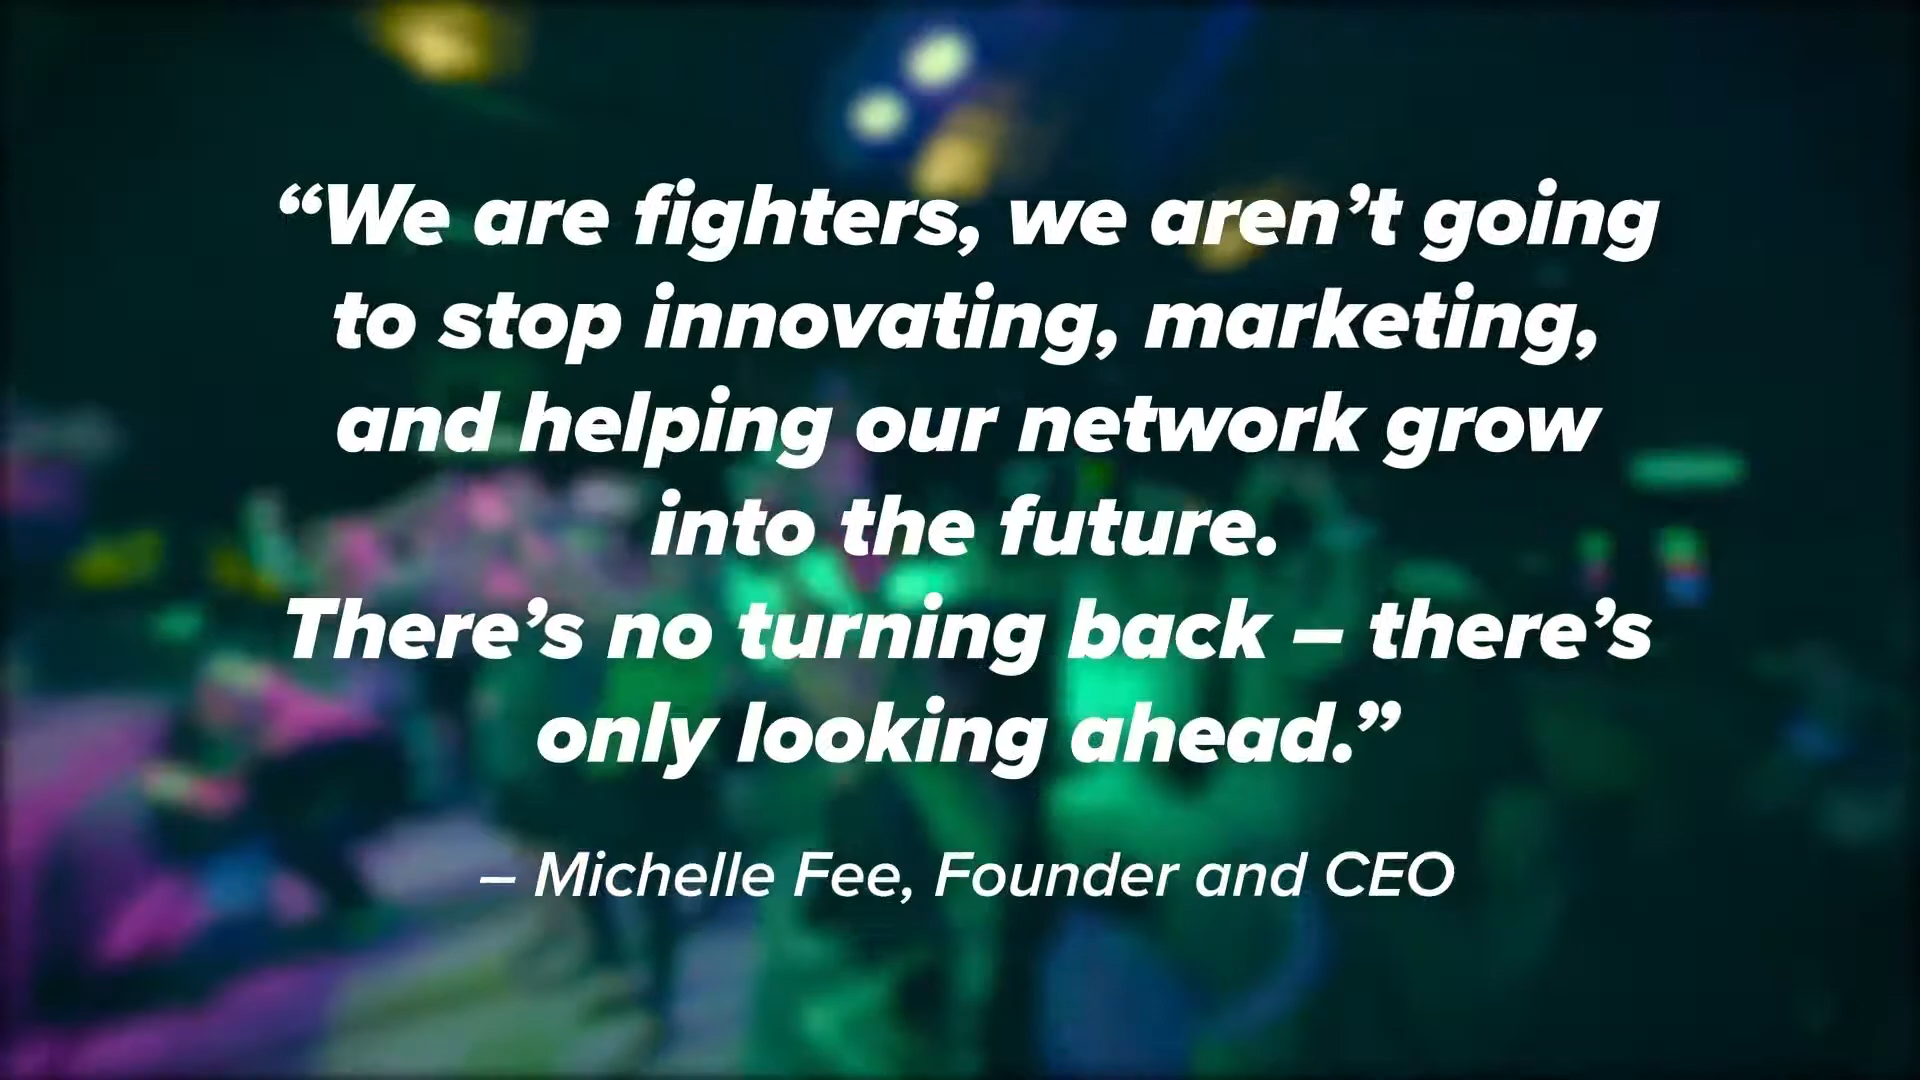 “We are fighters, we aren’t going
to stop innovating, marketing,
and helping our network grow
into the future.
There’s no turning back – there’s
only looking ahead.”
– Michelle Fee, Founder and CEO